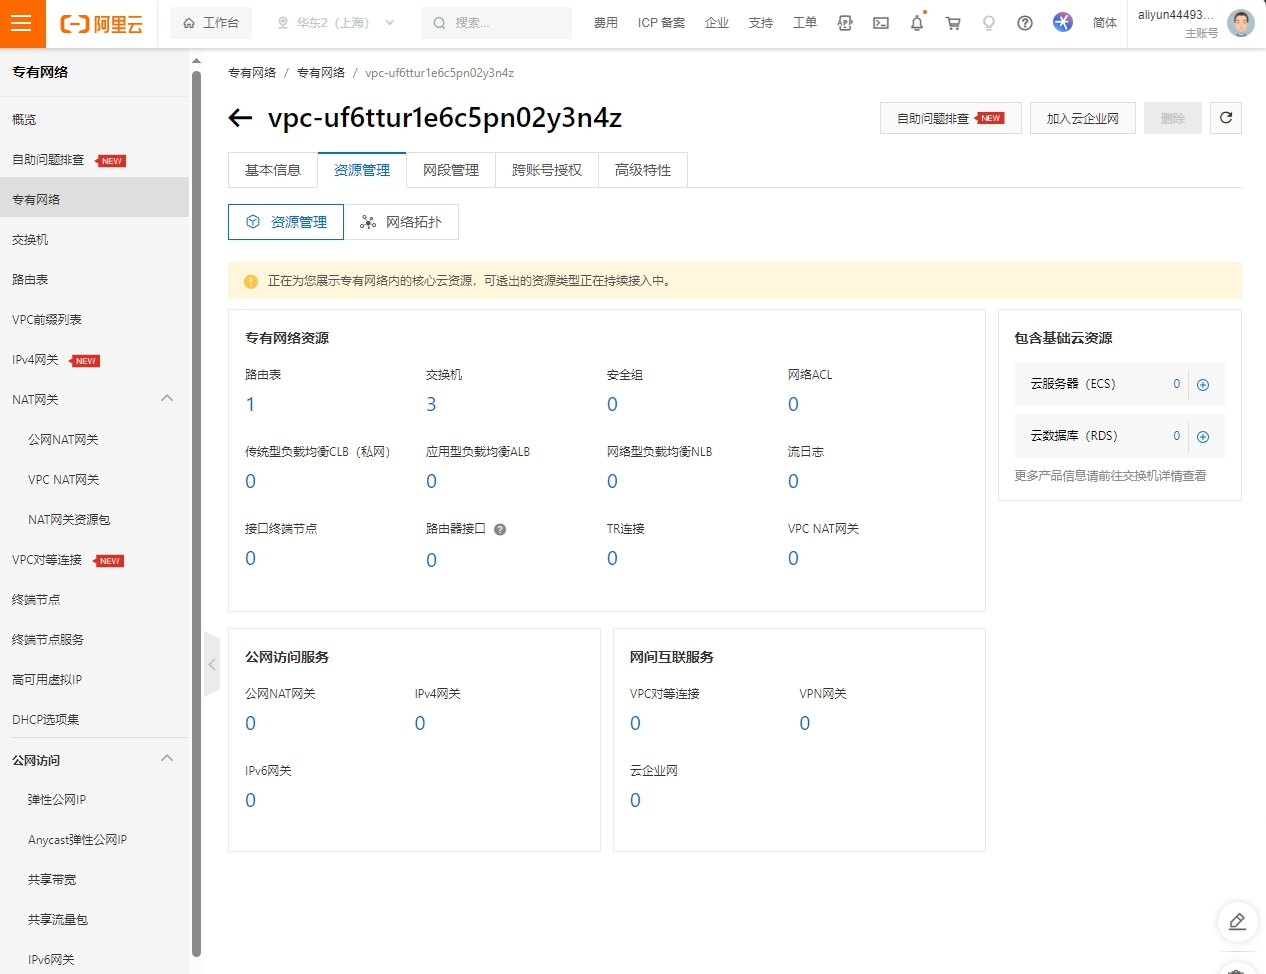 阿里云
工作台
华东2（上海）
搜索...
费用
ICP 备案
企业
支持
工单
简体
aliyun44493...
主账号
专有网络
概览
自助问题排查 NEW
专有网络
交换机
路由表
VPC前缀列表
IPv4网关 NEW
NAT网关
公网NAT网关
VPC NAT网关
NAT网关资源包
VPC对等连接 NEW
终端节点
终端节点服务
高可用虚拟IP
DHCP选项集
公网访问
弹性公网IP
Anycast弹性公网IP
共享带宽
共享流量包
IPv6网关
专有网络 / 专有网络 / vpc-uf6ttur1e6c5pn02y3n4z
vpc-uf6ttur1e6c5pn02y3n4z
自助问题排查 NEW
加入云企业网
删除
基本信息
资源管理
网段管理
跨账号授权
高级特性
资源管理
网络拓扑
正在为您展示专有网络内的核心云资源，可透出的资源类型正在持续接入中。
专有网络资源
路由表 交换机 安全组 网络ACL
1 3 0 0
传统型负载均衡CLB（私网） 应用型负载均衡ALB 网络型负载均衡NLB 流日志
0 0 0 0
接口终端节点 路由器接口 TR连接 VPC NAT网关
0 0 0 0
包含基础云资源
云服务器（ECS） 0
云数据库（RDS） 0
更多产品信息请前往交换机详情查看
公网访问服务
公网NAT网关 IPv4网关
0 0
IPv6网关
0
网间互联服务
VPC对等连接 VPN网关
0 0
云企业网
0